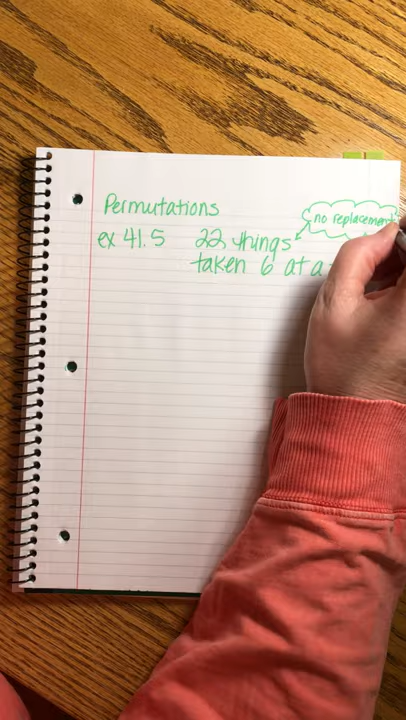 Permutations
no replacement
ex 41.5 22 things
taken 6 at a